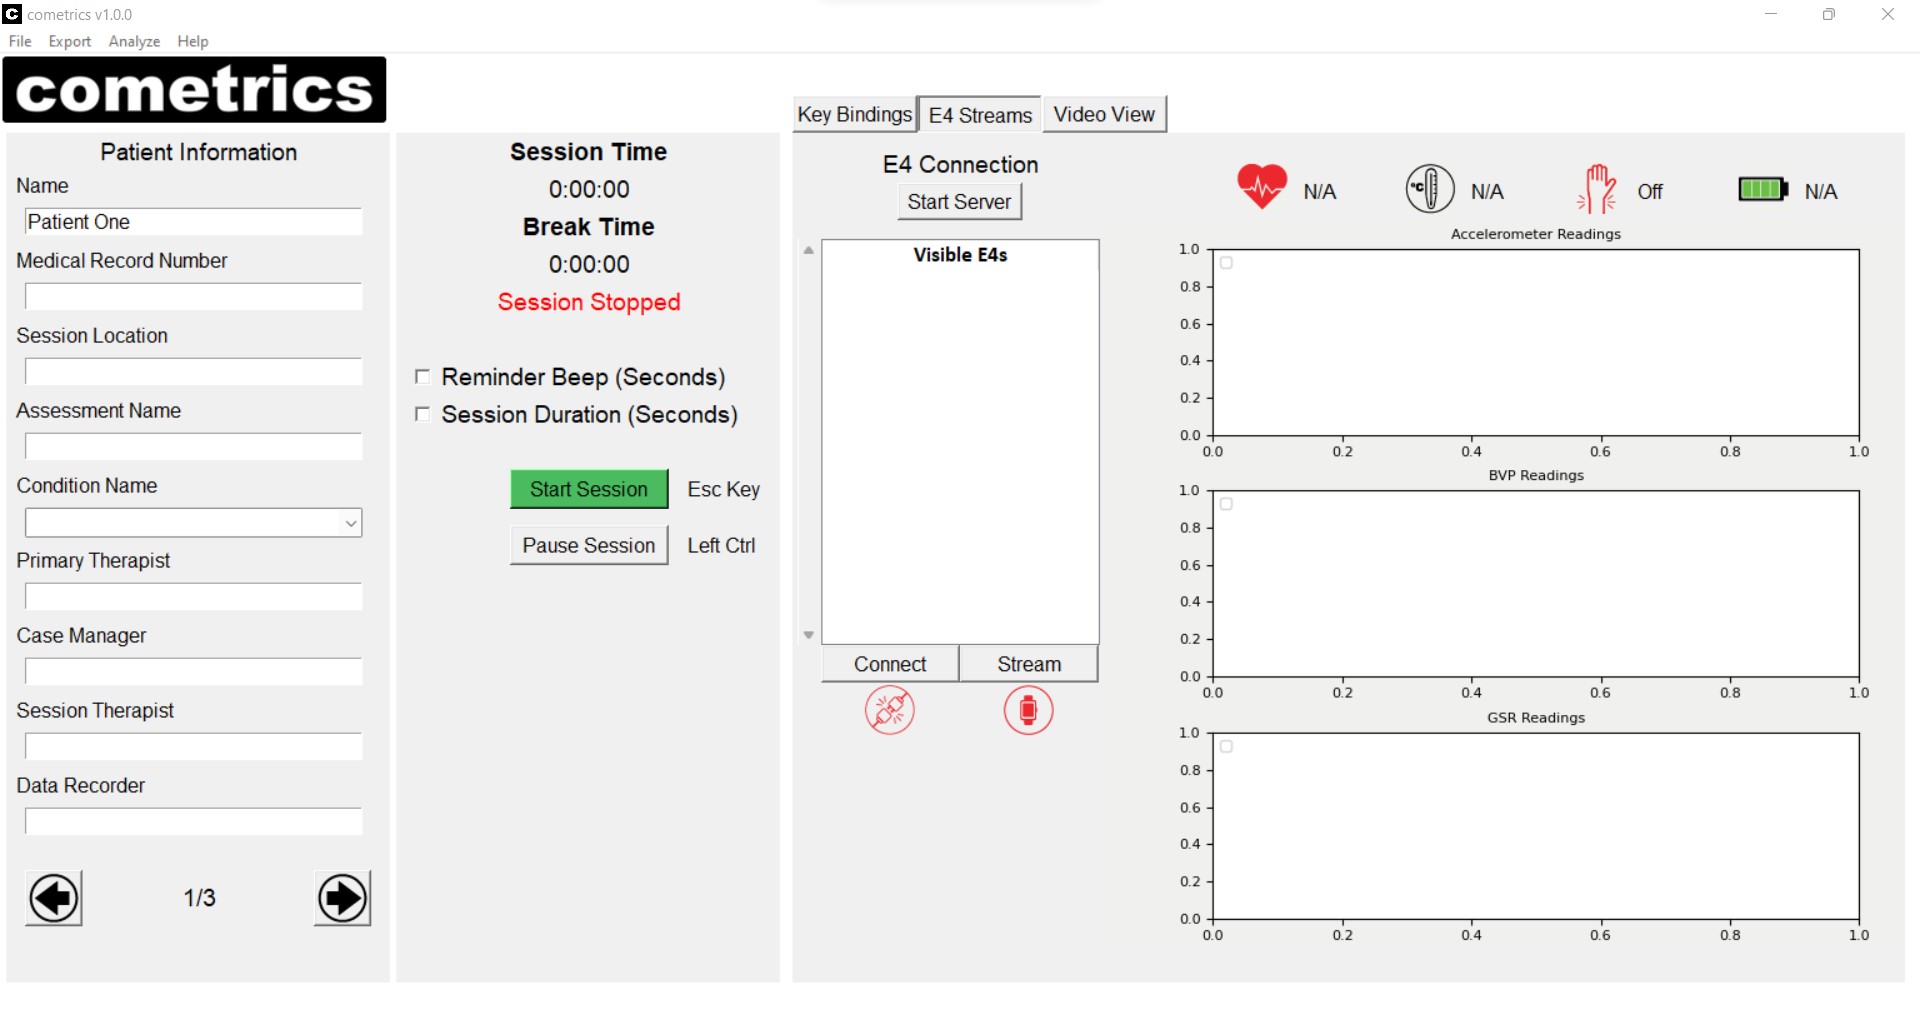 cometrics v1.0.0
File Export Analyze Help
cometrics
Patient Information
Name
Patient One
Medical Record Number
Session Location
Assessment Name
Condition Name
Primary Therapist
Case Manager
Session Therapist
Data Recorder
1/3
Session Time
0:00:00
Break Time
0:00:00
Session Stopped
Reminder Beep (Seconds)
Session Duration (Seconds)
Start Session Esc Key
Pause Session Left Ctrl
Key Bindings E4 Streams Video View
E4 Connection
Start Server
Visible E4s
Connect Stream
N/A °C N/A Off N/A
Accelerometer Readings
1.0
0.8
0.6
0.4
0.2
0.0
0.0 0.2 0.4 0.6 0.8 1.0
BVP Readings
1.0
0.8
0.6
0.4
0.2
0.0
0.0 0.2 0.4 0.6 0.8 1.0
GSR Readings
1.0
0.8
0.6
0.4
0.2
0.0
0.0 0.2 0.4 0.6 0.8 1.0